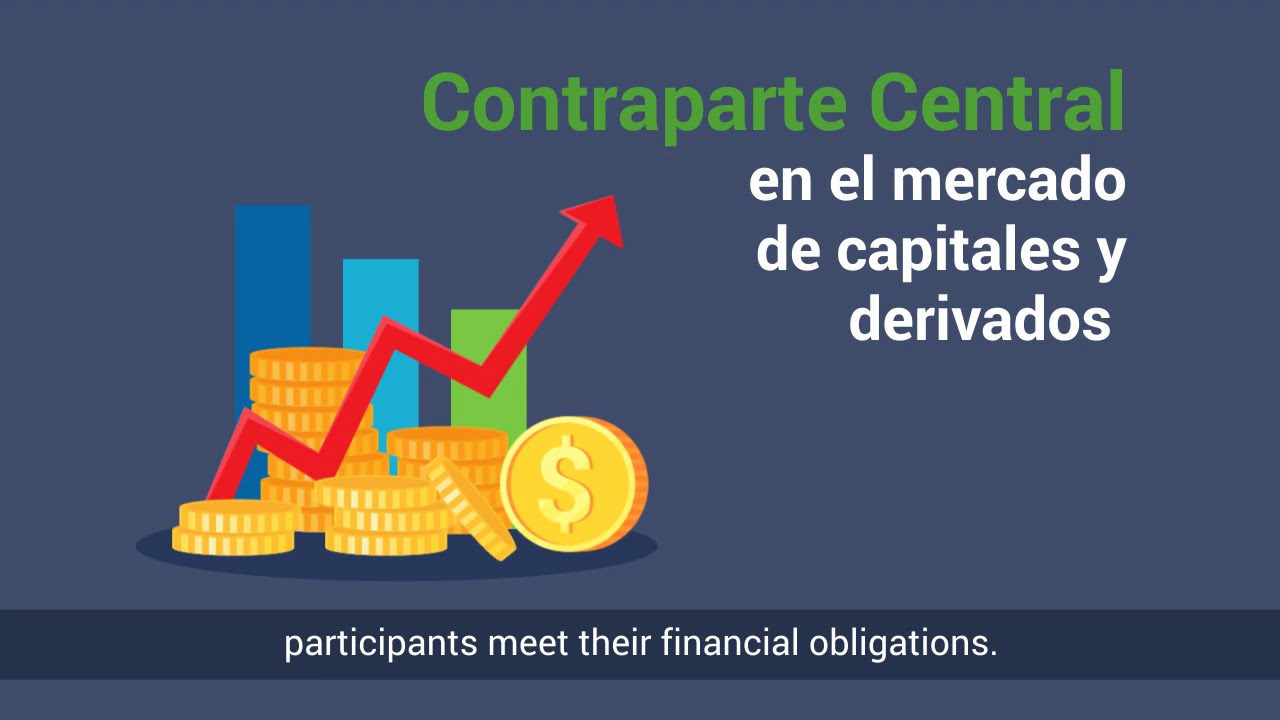 Contraparte Central
en el mercado
de capitales y
derivados
$
participants meet their financial obligations.